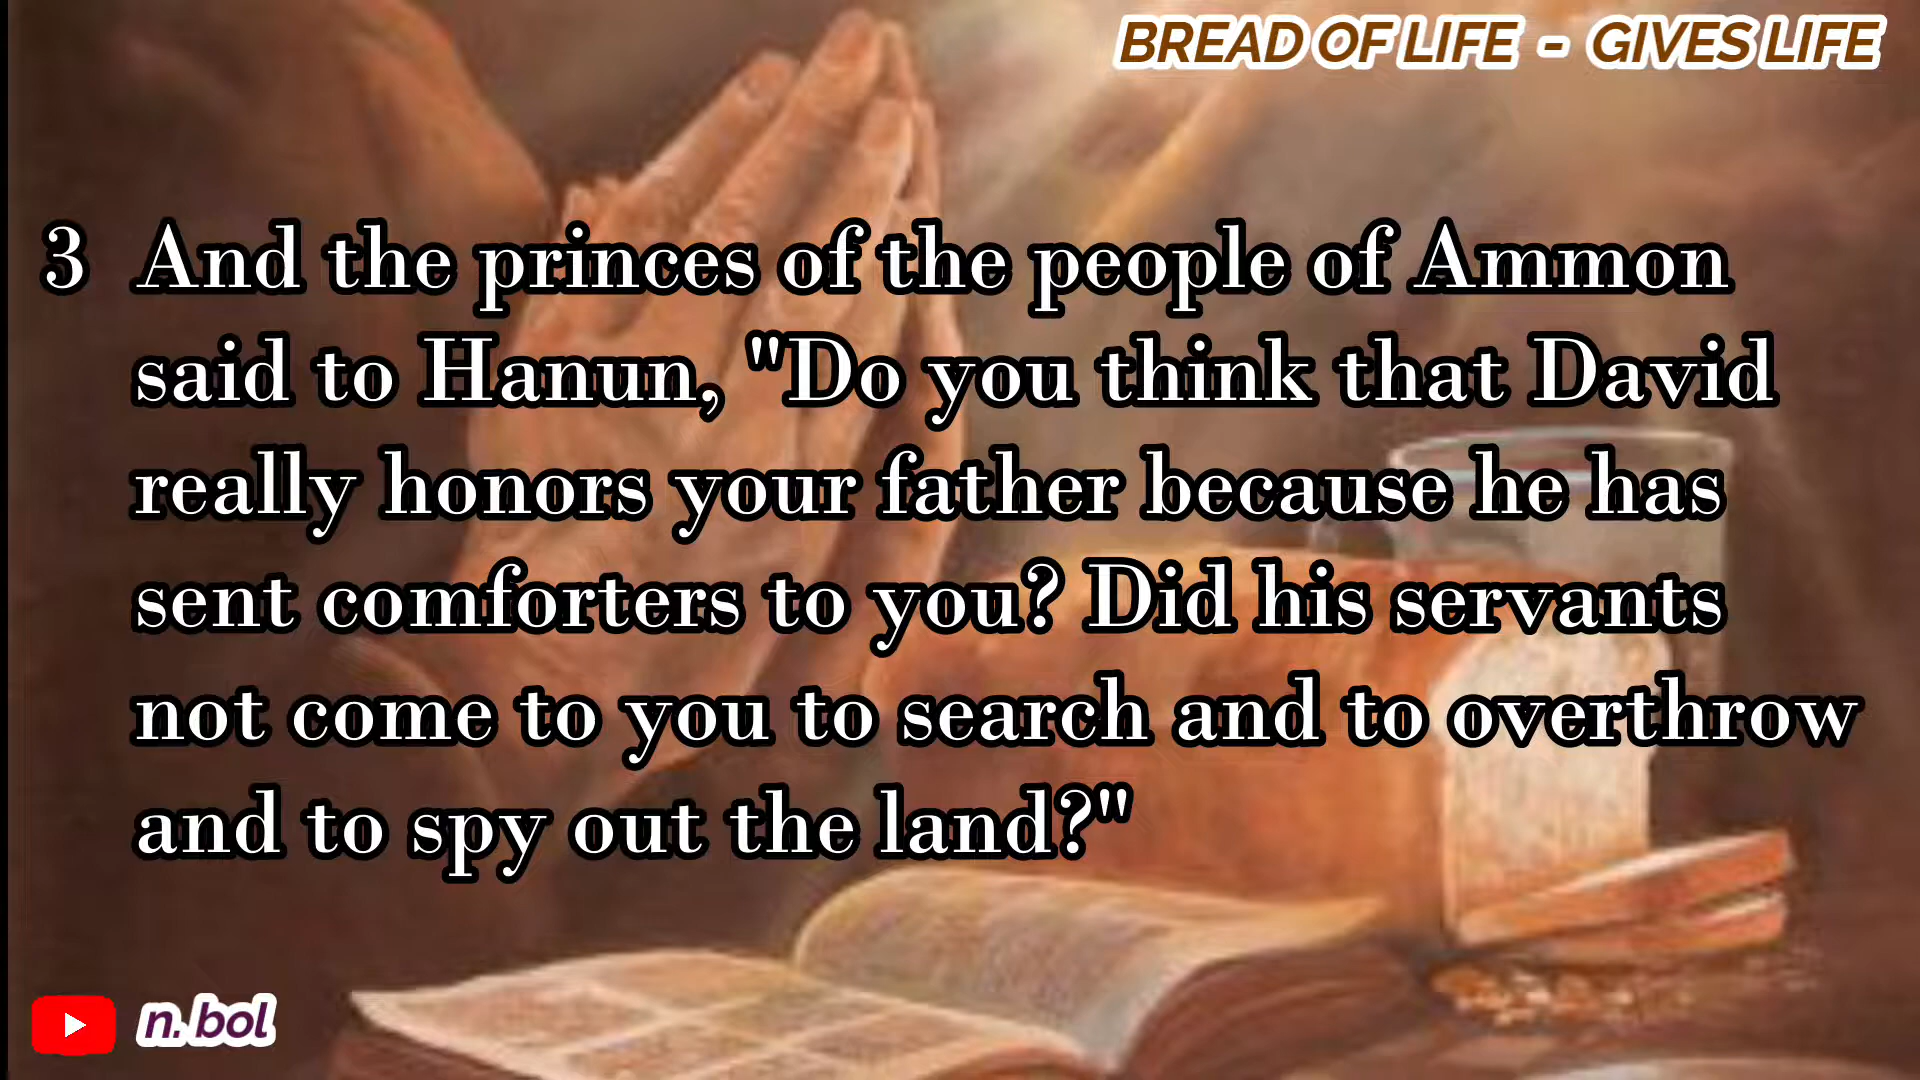 BREAD OF LIFE - GIVES LIFE
3 And the princes of the people of Ammon
said to Hanun, "Do you think that David
really honors your father because he has
sent comforters to you? Did his servants
not come to you to search and to overthrow
and to spy out the land?"
n. bol